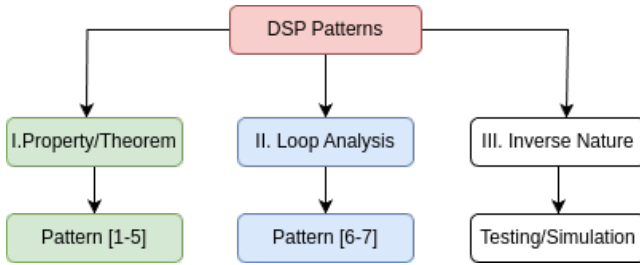 DSP Patterns
I.Property/Theorem
II. Loop Analysis
III. Inverse Nature
Pattern [1-5]
Pattern [6-7]
Testing/Simulation